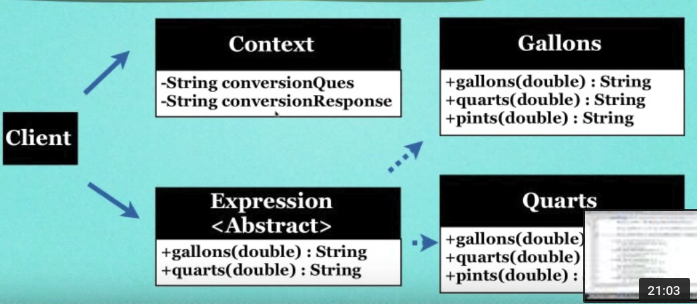 Client
Context
-String conversionQues
-String conversionResponse
Expression
<Abstract>
+gallons(double) : String
+quarts(double) : String
Gallons
+gallons(double) : String
+quarts(double) : String
+pints(double) : String
Quarts
+gallons(double)
+quarts(double)
+pints(double) :
21:03